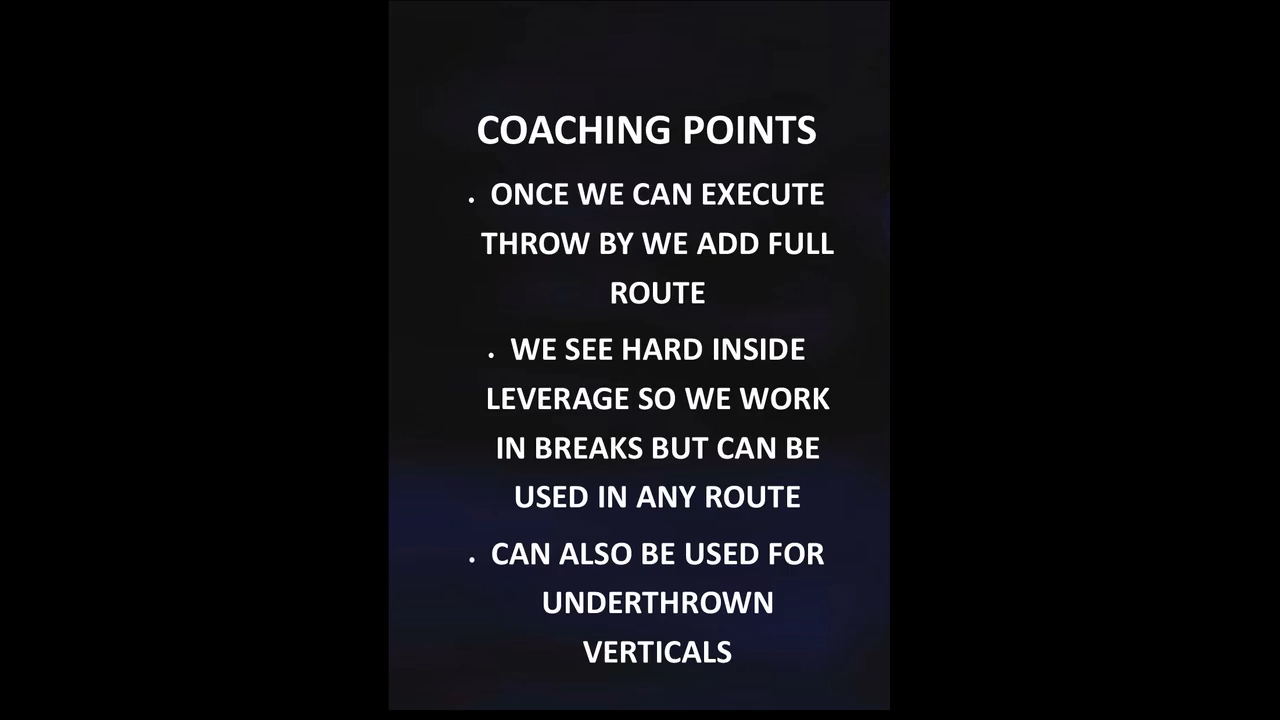 COACHING POINTS
• ONCE WE CAN EXECUTE
THROW BY WE ADD FULL
ROUTE
• WE SEE HARD INSIDE
LEVERAGE SO WE WORK
IN BREAKS BUT CAN BE
USED IN ANY ROUTE
• CAN ALSO BE USED FOR
UNDERTHROWN
VERTICALS